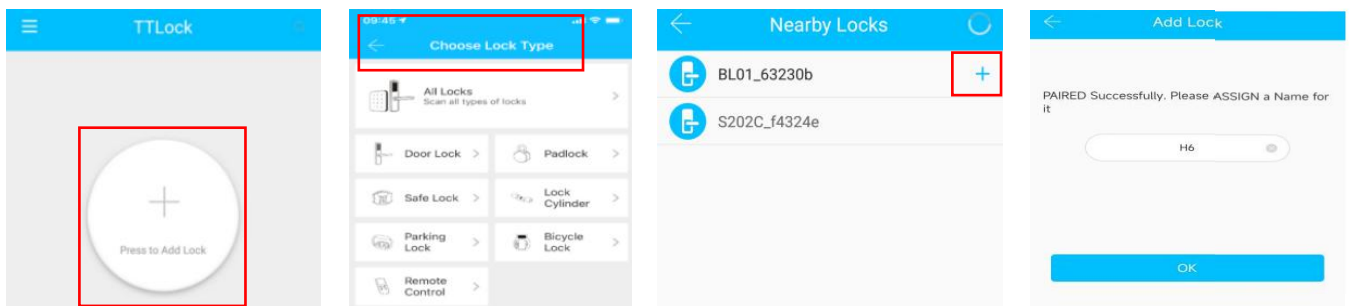 TTLock
Press to Add Lock
09:45
Choose Lock Type
All Locks
Scan all types of locks
Door Lock
Padlock
Safe Lock
Lock
Cylinder
Parking
Lock
Bicycle
Lock
Remote
Control
Nearby Locks
BL01_63230b
S202C_f4324e
Add Lock
PAIRED Successfully. Please ASSIGN a Name for
it
H6
OK